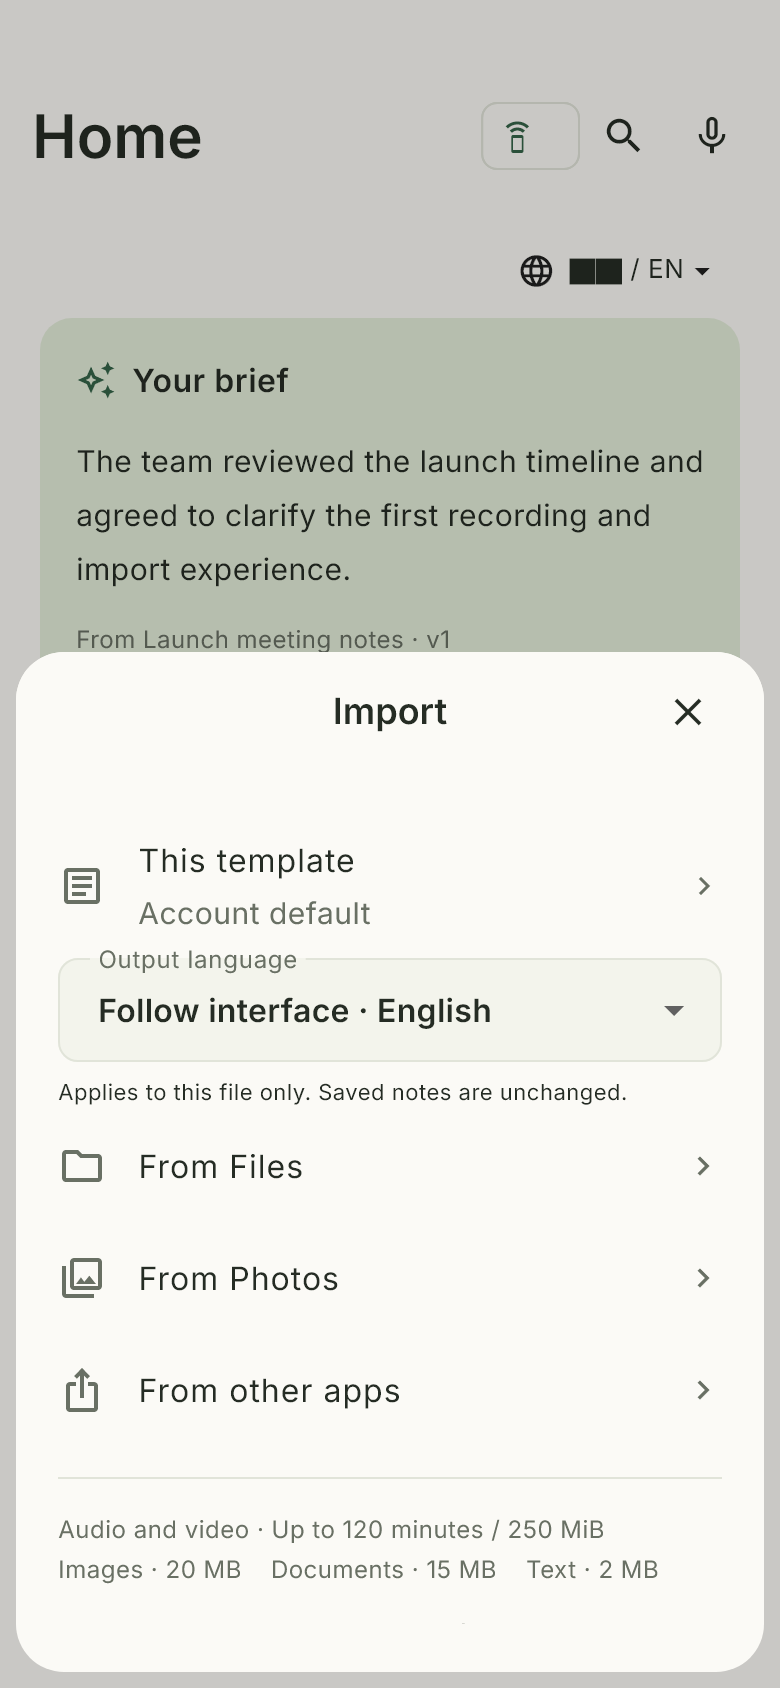 Home
/ EN
Your brief
The team reviewed the launch timeline and
agreed to clarify the first recording and
import experience.
From Launch meeting notes · v1
Import
This template
Account default
Output language
Follow interface · English
Applies to this file only. Saved notes are unchanged.
From Files
From Photos
From other apps
Audio and video · Up to 120 minutes / 250 MiB
Images · 20 MB Documents · 15 MB Text · 2 MB